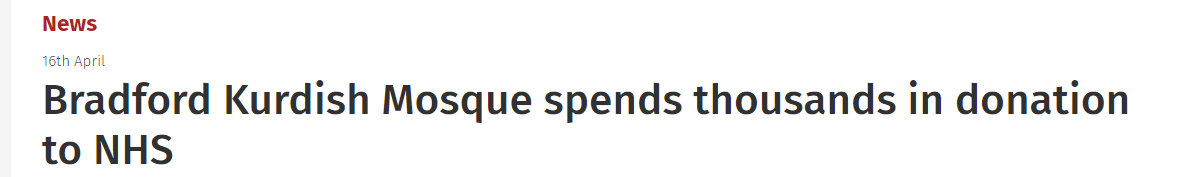 News
16th April
Bradford Kurdish Mosque spends thousands in donation
to NHS